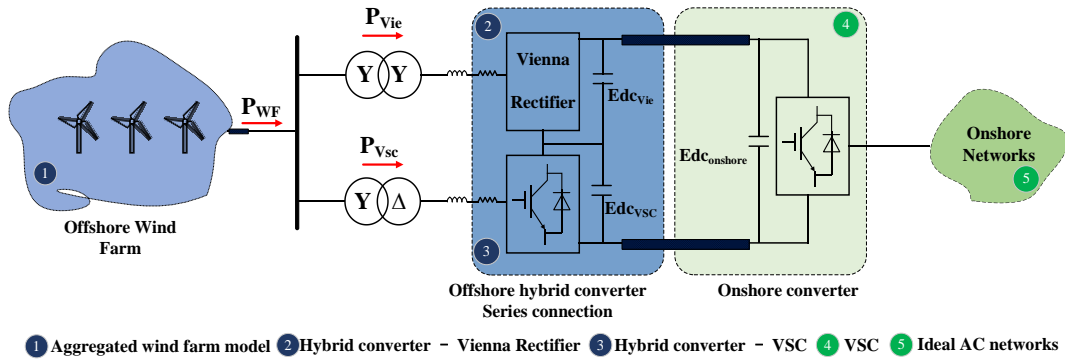 P_Vie
2
4
Vienna
Rectifier
Edc_Vie
Y Y
P_WF
P_Vsc
Edc_onshore
Onshore
Networks
5
1
Y Δ
Edc_VSC
3
Offshore Wind
Farm
Offshore hybrid converter
Series connection
Onshore converter
1 Aggregated wind farm model 2 Hybrid converter - Vienna Rectifier 3 Hybrid converter - VSC 4 VSC 5 Ideal AC networks